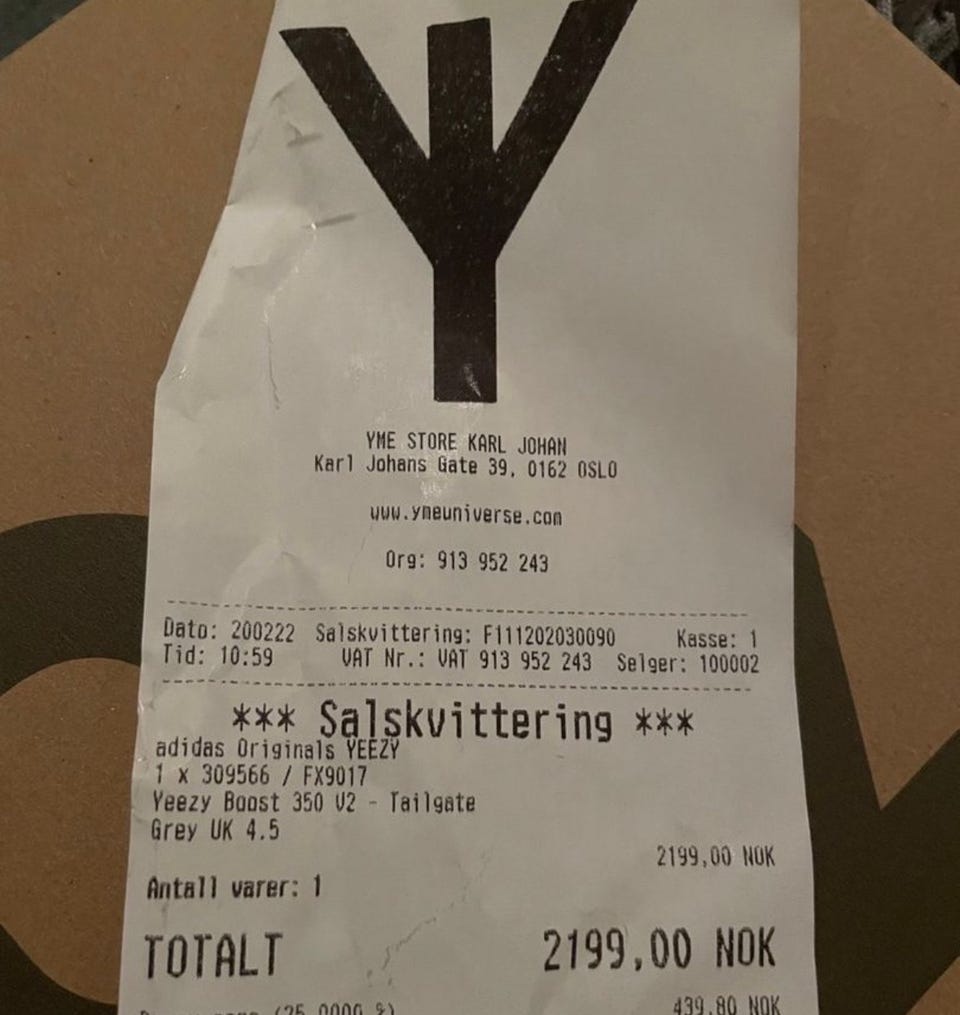 YME STORE KARL JOHAN
Karl Johans Gate 39, 0162 OSLO
www.ymeuniverse.com
Org: 913 952 243
Dato: 200222 Salskvittering: F111202030090 Kasse: 1
Tid: 10:59 VAT Nr.: VAT 913 952 243 Selger: 100002
*** Salskvittering ***
adidas Originals YEEZY
1 x 309566 / FX9017
Yeezy Boost 350 V2 - Tailgate
Grey UK 4.5
2199,00 NOK
Antall varer: 1
TOTALT 2199,00 NOK
(25,0000 %) 439,80 NOK